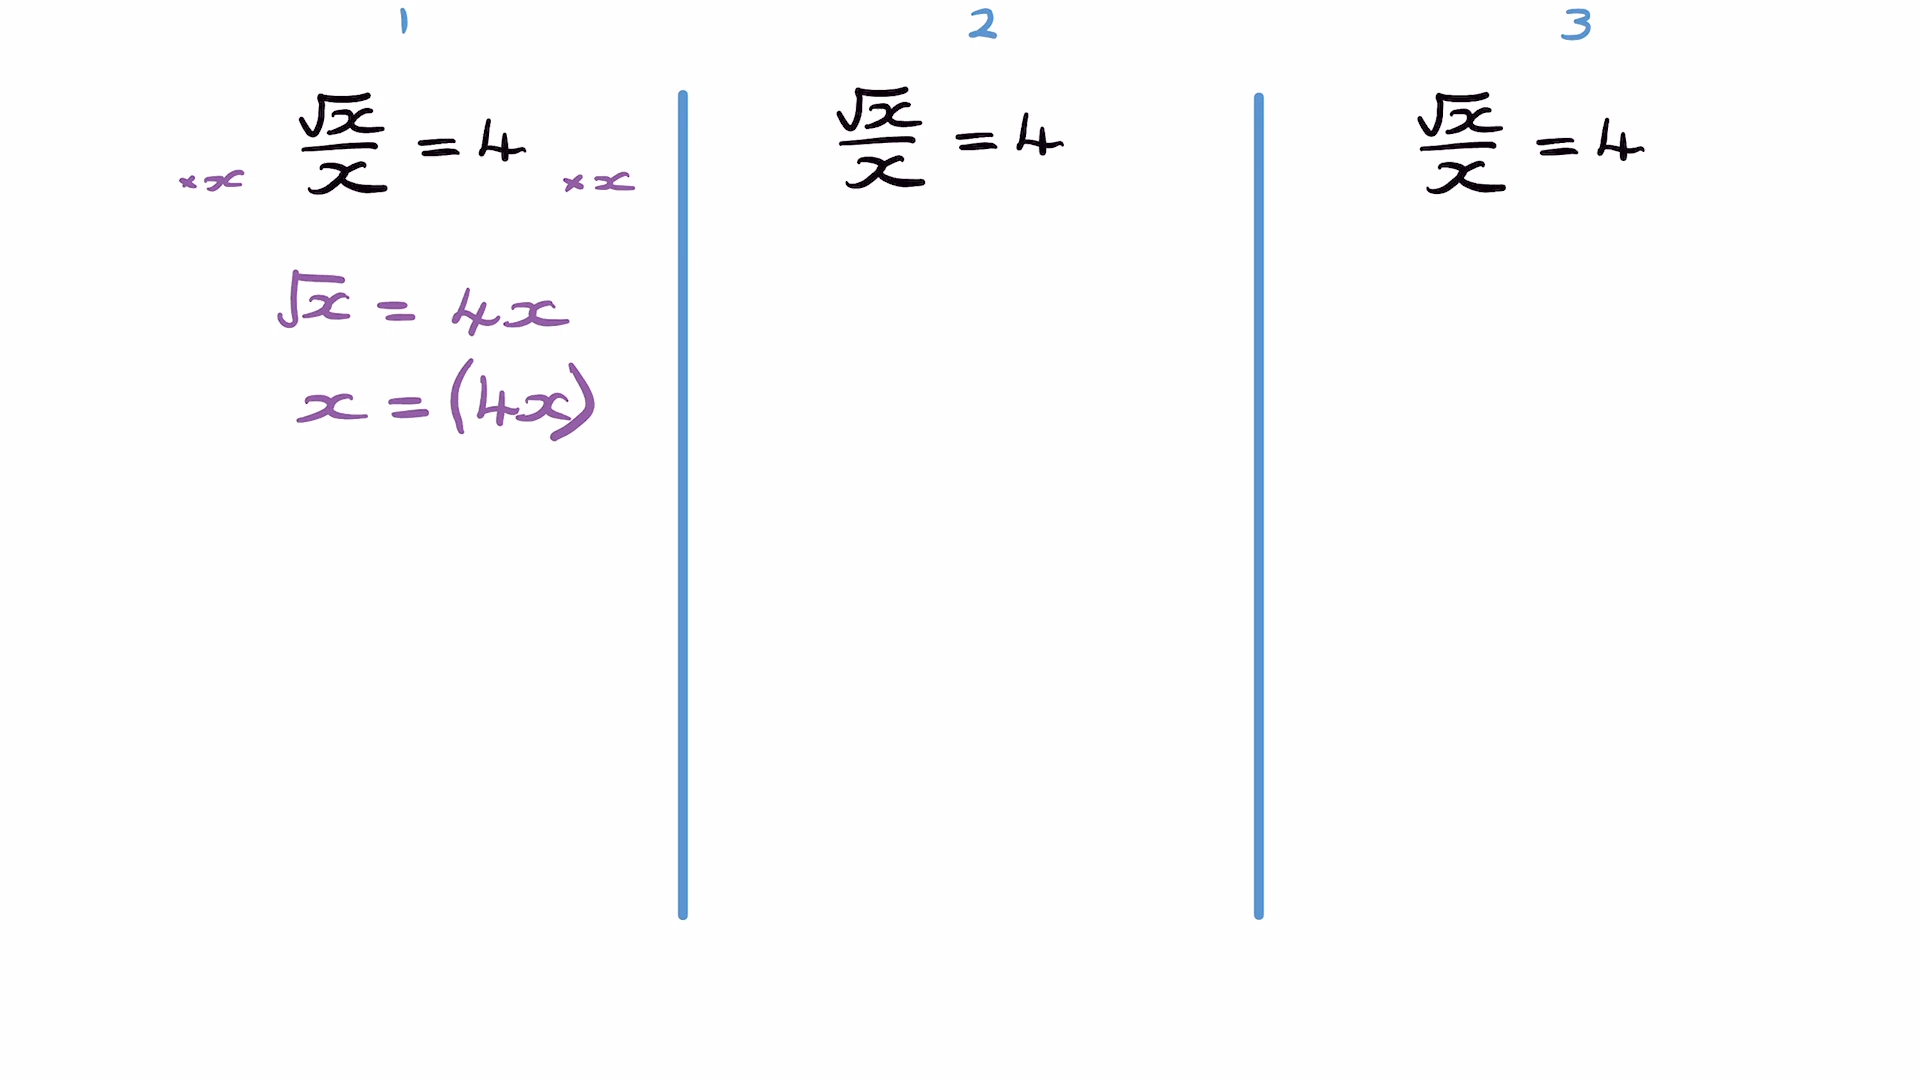 1
√x/x = 4
×x ×x
√x = 4x
x = (4x)
2
√x/x = 4
3
√x/x = 4